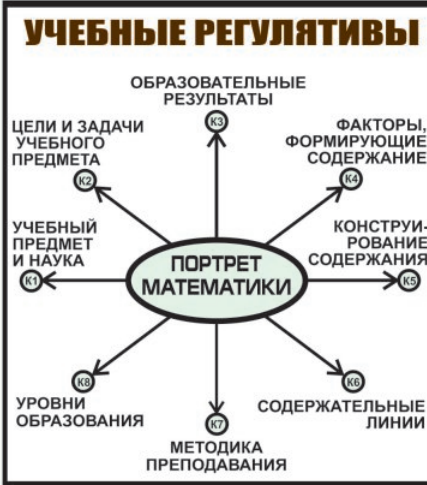 УЧЕБНЫЕ РЕГУЛЯТИВЫ
ОБРАЗОВАТЕЛЬНЫЕ
РЕЗУЛЬТАТЫ
К3
ЦЕЛИ И ЗАДАЧИ
УЧЕБНОГО
ПРЕДМЕТА
К2
ФАКТОРЫ,
ФОРМИРУЮЩИЕ
СОДЕРЖАНИЕ
К4
УЧЕБНЫЙ
ПРЕДМЕТ
И НАУКА
К1
ПОРТРЕТ
МАТЕМАТИКИ
КОНСТРУИ-
РОВАНИЕ
СОДЕРЖАНИЯ
К5
К8
УРОВНИ
ОБРАЗОВАНИЯ
К7
МЕТОДИКА
ПРЕПОДАВАНИЯ
К6
СОДЕРЖАТЕЛЬНЫЕ
ЛИНИИ